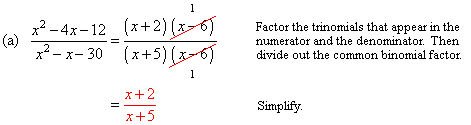 1
(a) x² – 4x – 12 / x² – x – 30 = (x + 2)(x – 6) / (x + 5)(x – 6) Factor the trinomials that appear in the
numerator and the denominator. Then
divide out the common binomial factor.
1
= x + 2 / x + 5 Simplify.